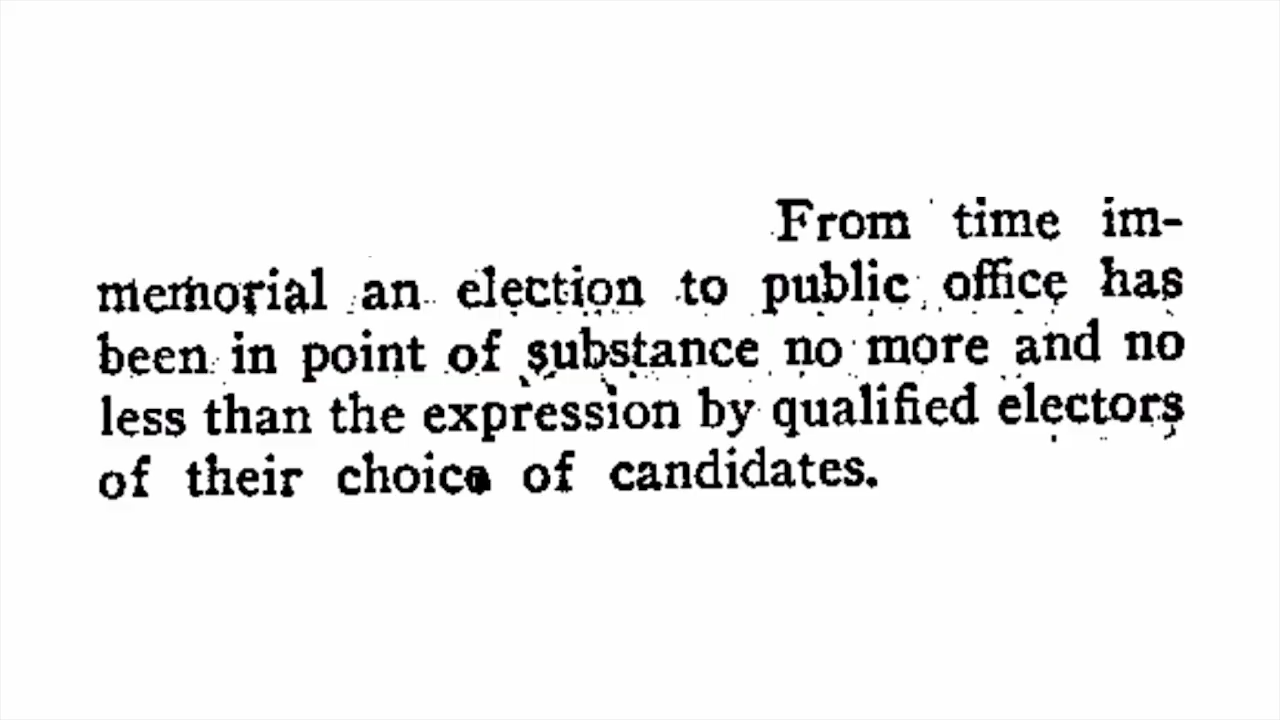 From time im-
memorial an election to public office has
been in point of substance no more and no
less than the expression by qualified electors
of their choice of candidates.